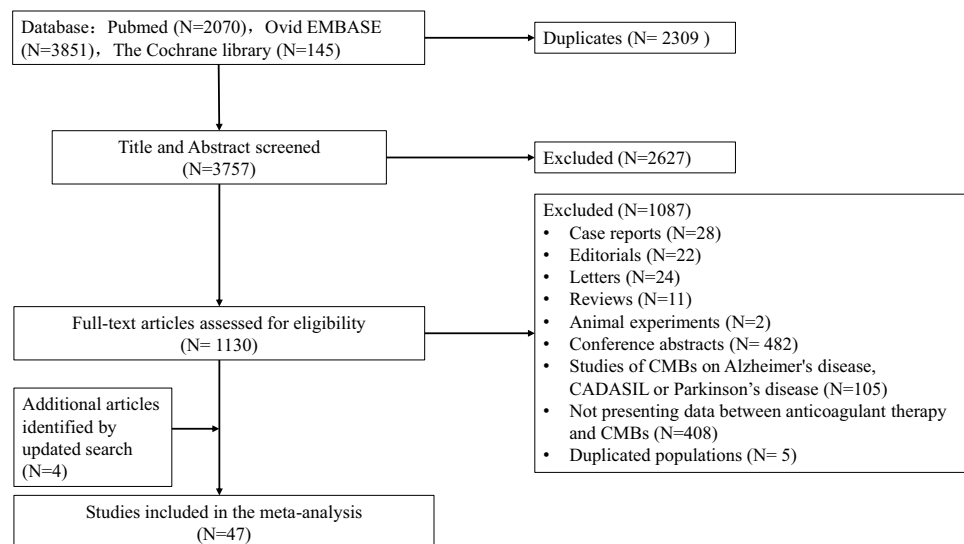 Database：Pubmed (N=2070)，Ovid EMBASE
(N=3851)，The Cochrane library (N=145)
Duplicates (N= 2309 )
Title and Abstract screened
(N=3757)
Excluded (N=2627)
Excluded (N=1087)
• Case reports (N=28)
• Editorials (N=22)
• Letters (N=24)
• Reviews (N=11)
• Animal experiments (N=2)
• Conference abstracts (N= 482)
• Studies of CMBs on Alzheimer's disease,
CADASIL or Parkinson’s disease (N=105)
• Not presenting data between anticoagulant therapy
and CMBs (N=408)
• Duplicated populations (N= 5)
Full-text articles assessed for eligibility
(N= 1130)
Additional articles
identified by
updated search
(N=4)
Studies included in the meta-analysis
(N=47)